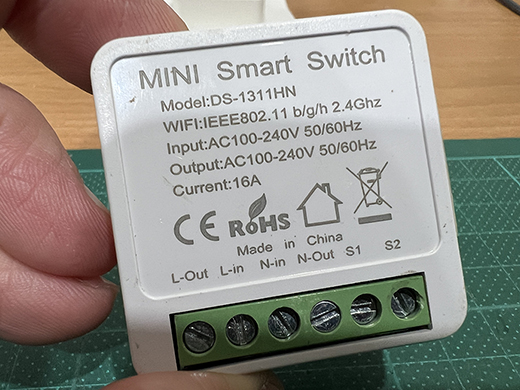 MINI Smart Switch
Model:DS-1311HN
WIFI:IEEE802.11 b/g/h 2.4Ghz
Input:AC100-240V 50/60Hz
Output:AC100-240V 50/60Hz
Current:16A
CE RoHS
Made in China
L-Out L-in N-in N-Out S1 S2